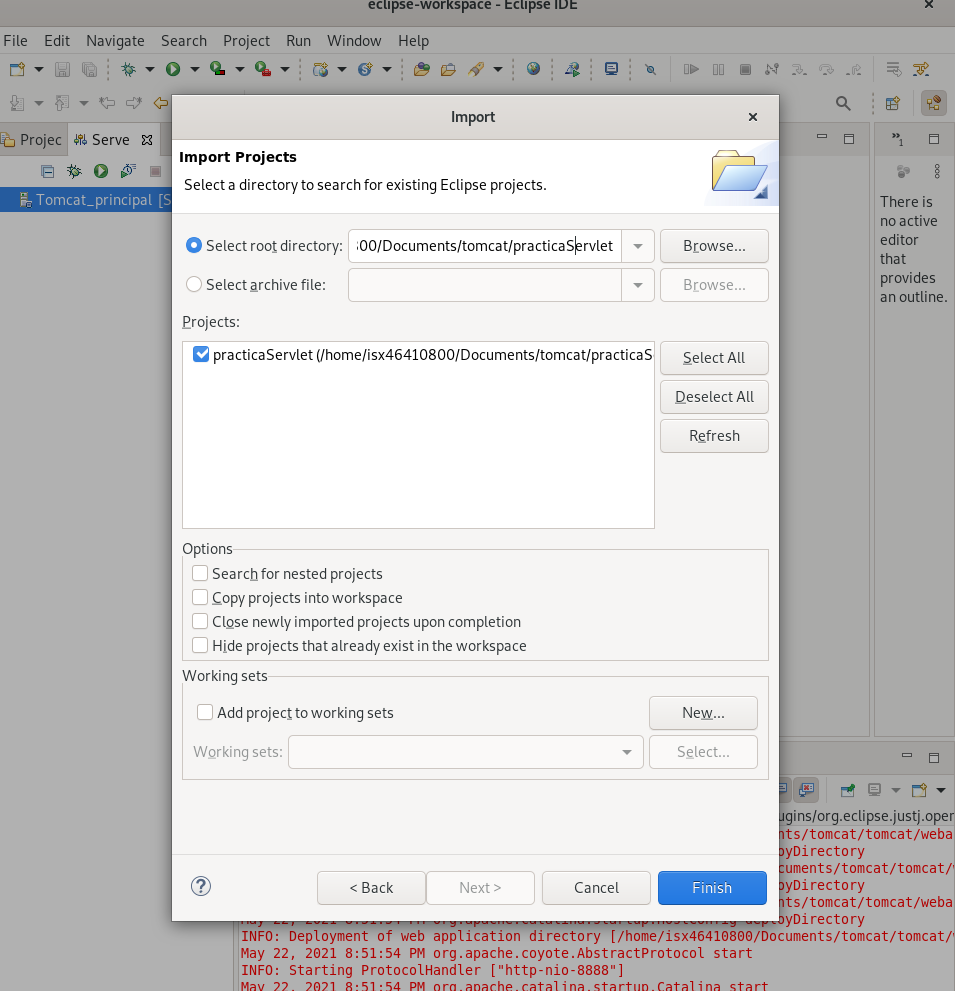 eclipse-workspace - Eclipse IDE
File Edit Navigate Search Project Run Window Help
Projec Serve
Tomcat_principal [S
Import
Import Projects
Select a directory to search for existing Eclipse projects.
Select root directory: 00/Documents/tomcat/practicaServlet Browse...
Select archive file: Browse...
Projects:
practicaServlet (/home/isx46410800/Documents/tomcat/practicaS
Select All
Deselect All
Refresh
Options
Search for nested projects
Copy projects into workspace
Close newly imported projects upon completion
Hide projects that already exist in the workspace
Working sets
Add project to working sets New...
Working sets: Select...
< Back Next > Cancel Finish
»1
There is
no active
editor
that
provides
an outline.
ugins/org.eclipse.justj.oper
nts/tomcat/tomcat/weba
oyDirectory
cuments/tomcat/tomcat/
oyDirectory
nts/tomcat/tomcat/weba
May 22, 2021 8:51:54 PM org.apache.catalina.startup.HostConfig deployDirectory
INFO: Deployment of web application directory [/home/isx46410800/Documents/tomcat/tomcat/
May 22, 2021 8:51:54 PM org.apache.coyote.AbstractProtocol start
INFO: Starting ProtocolHandler ["http-nio-8888"]
May 22, 2021 8:51:54 PM org.apache.catalina.startup.Catalina start